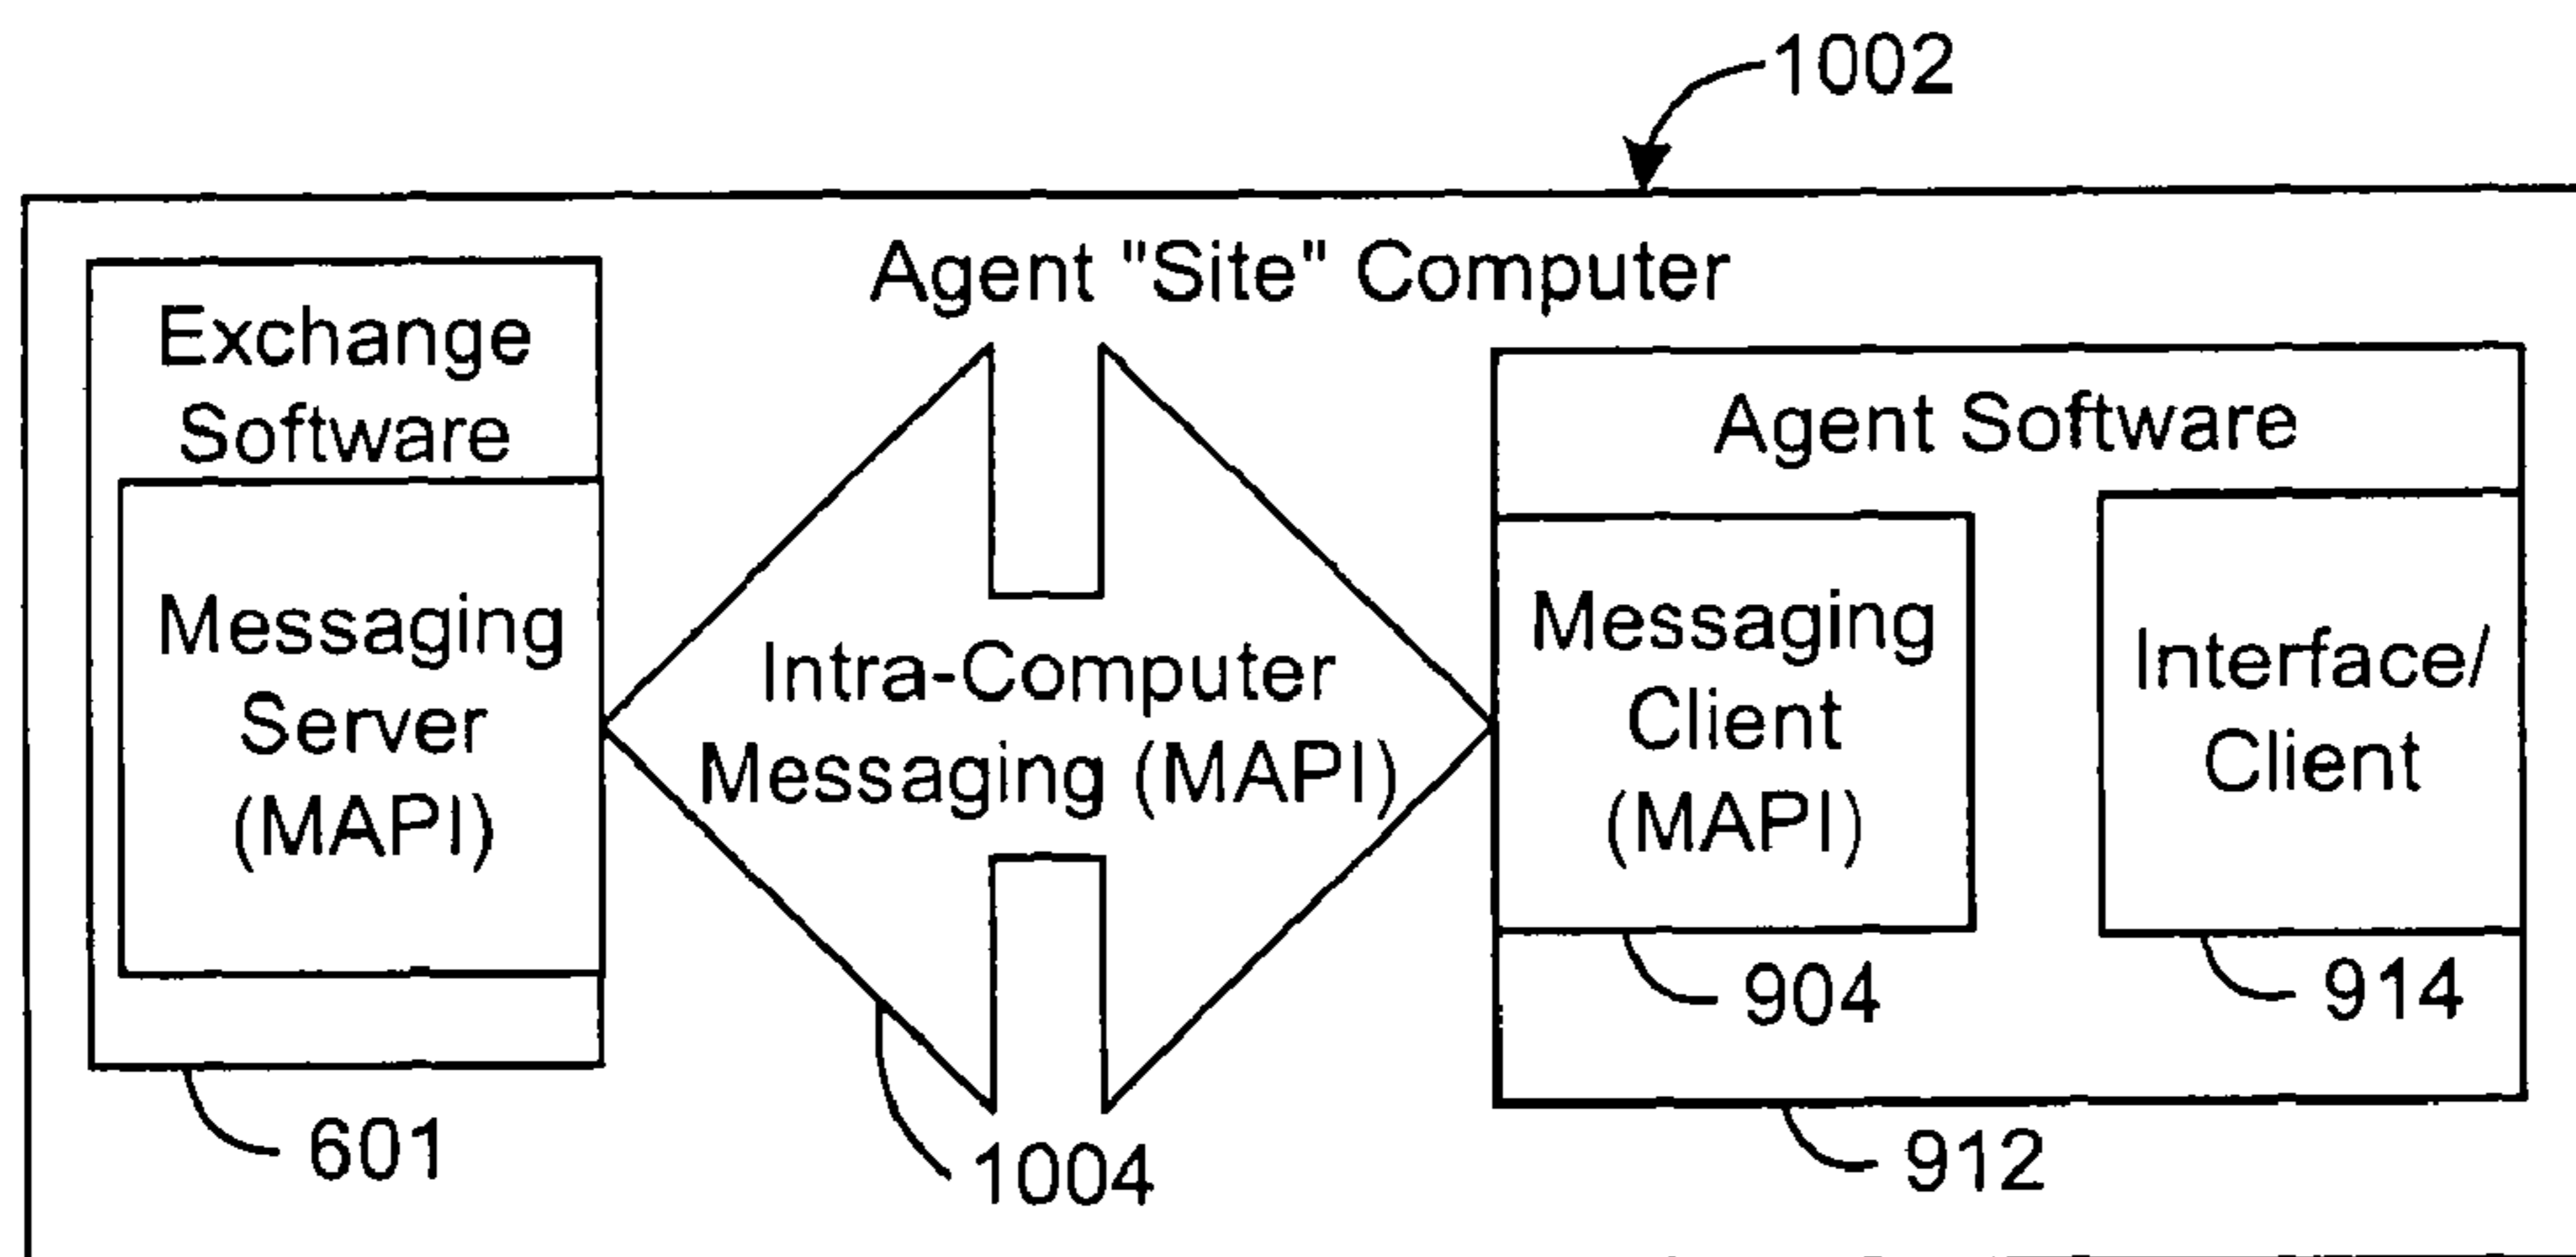 1002
Agent "Site" Computer
Exchange
Software
Messaging
Server
(MAPI)
601
Intra-Computer
Messaging (MAPI)
1004
Agent Software
Messaging
Client
(MAPI)
904
Interface/
Client
914
912